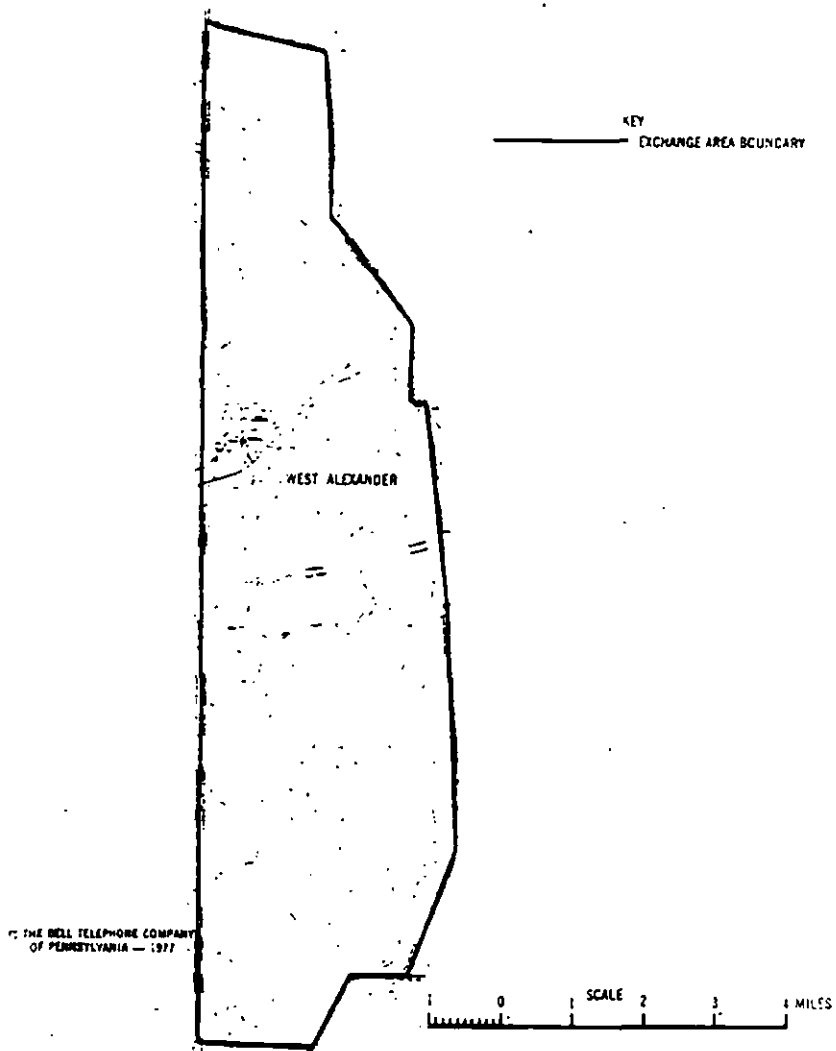 KEY
EXCHANGE AREA BOUNDARY
WEST ALEXANDER
© THE BELL TELEPHONE COMPANY
OF PENNSYLVANIA — 1977
SCALE
1 0 1 2 3 4 MILES